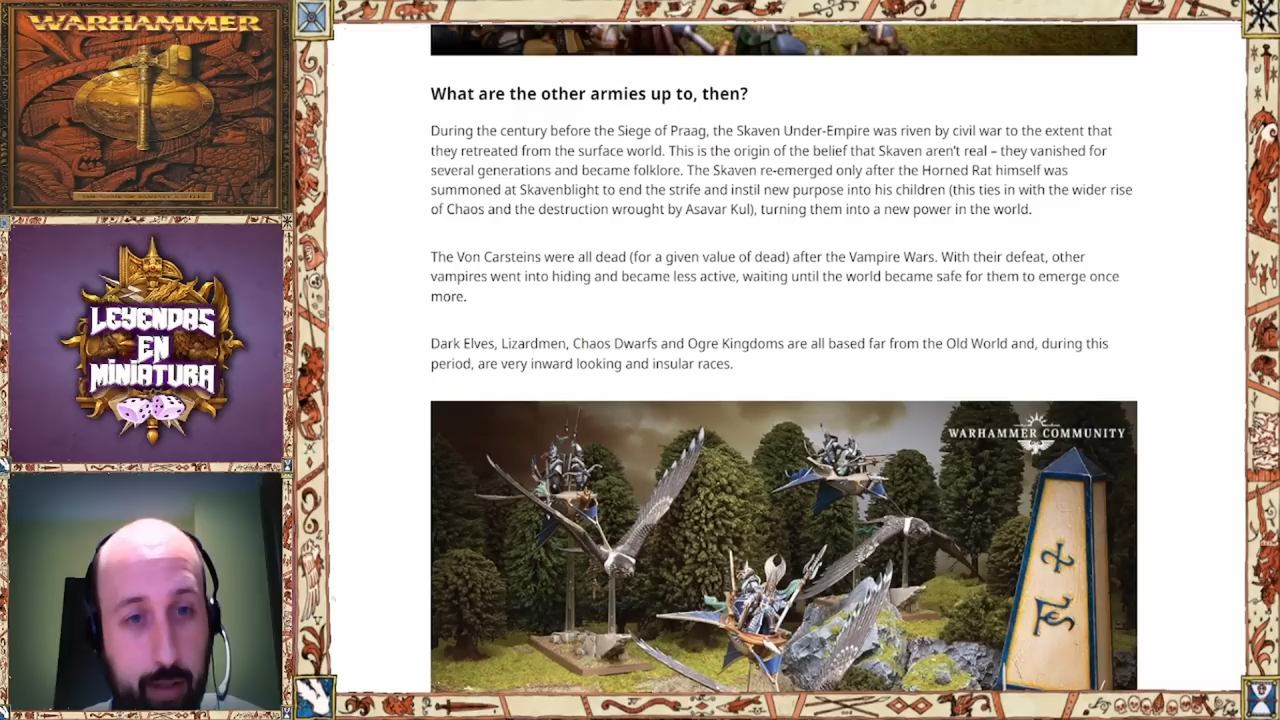 WARHAMMER
LEYENDAS
EN
MINIATURA
What are the other armies up to, then?
During the century before the Siege of Praag, the Skaven Under-Empire was riven by civil war to the extent that
they retreated from the surface world. This is the origin of the belief that Skaven aren't real – they vanished for
several generations and became folklore. The Skaven re-emerged only after the Horned Rat himself was
summoned at Skavenblight to end the strife and instil new purpose into his children (this ties in with the wider rise
of Chaos and the destruction wrought by Asavar Kul), turning them into a new power in the world.
The Von Carsteins were all dead (for a given value of dead) after the Vampire Wars. With their defeat, other
vampires went into hiding and became less active, waiting until the world became safe for them to emerge once
more.
Dark Elves, Lizardmen, Chaos Dwarfs and Ogre Kingdoms are all based far from the Old World and, during this
period, are very inward looking and insular races.
WARHAMMER COMMUNITY